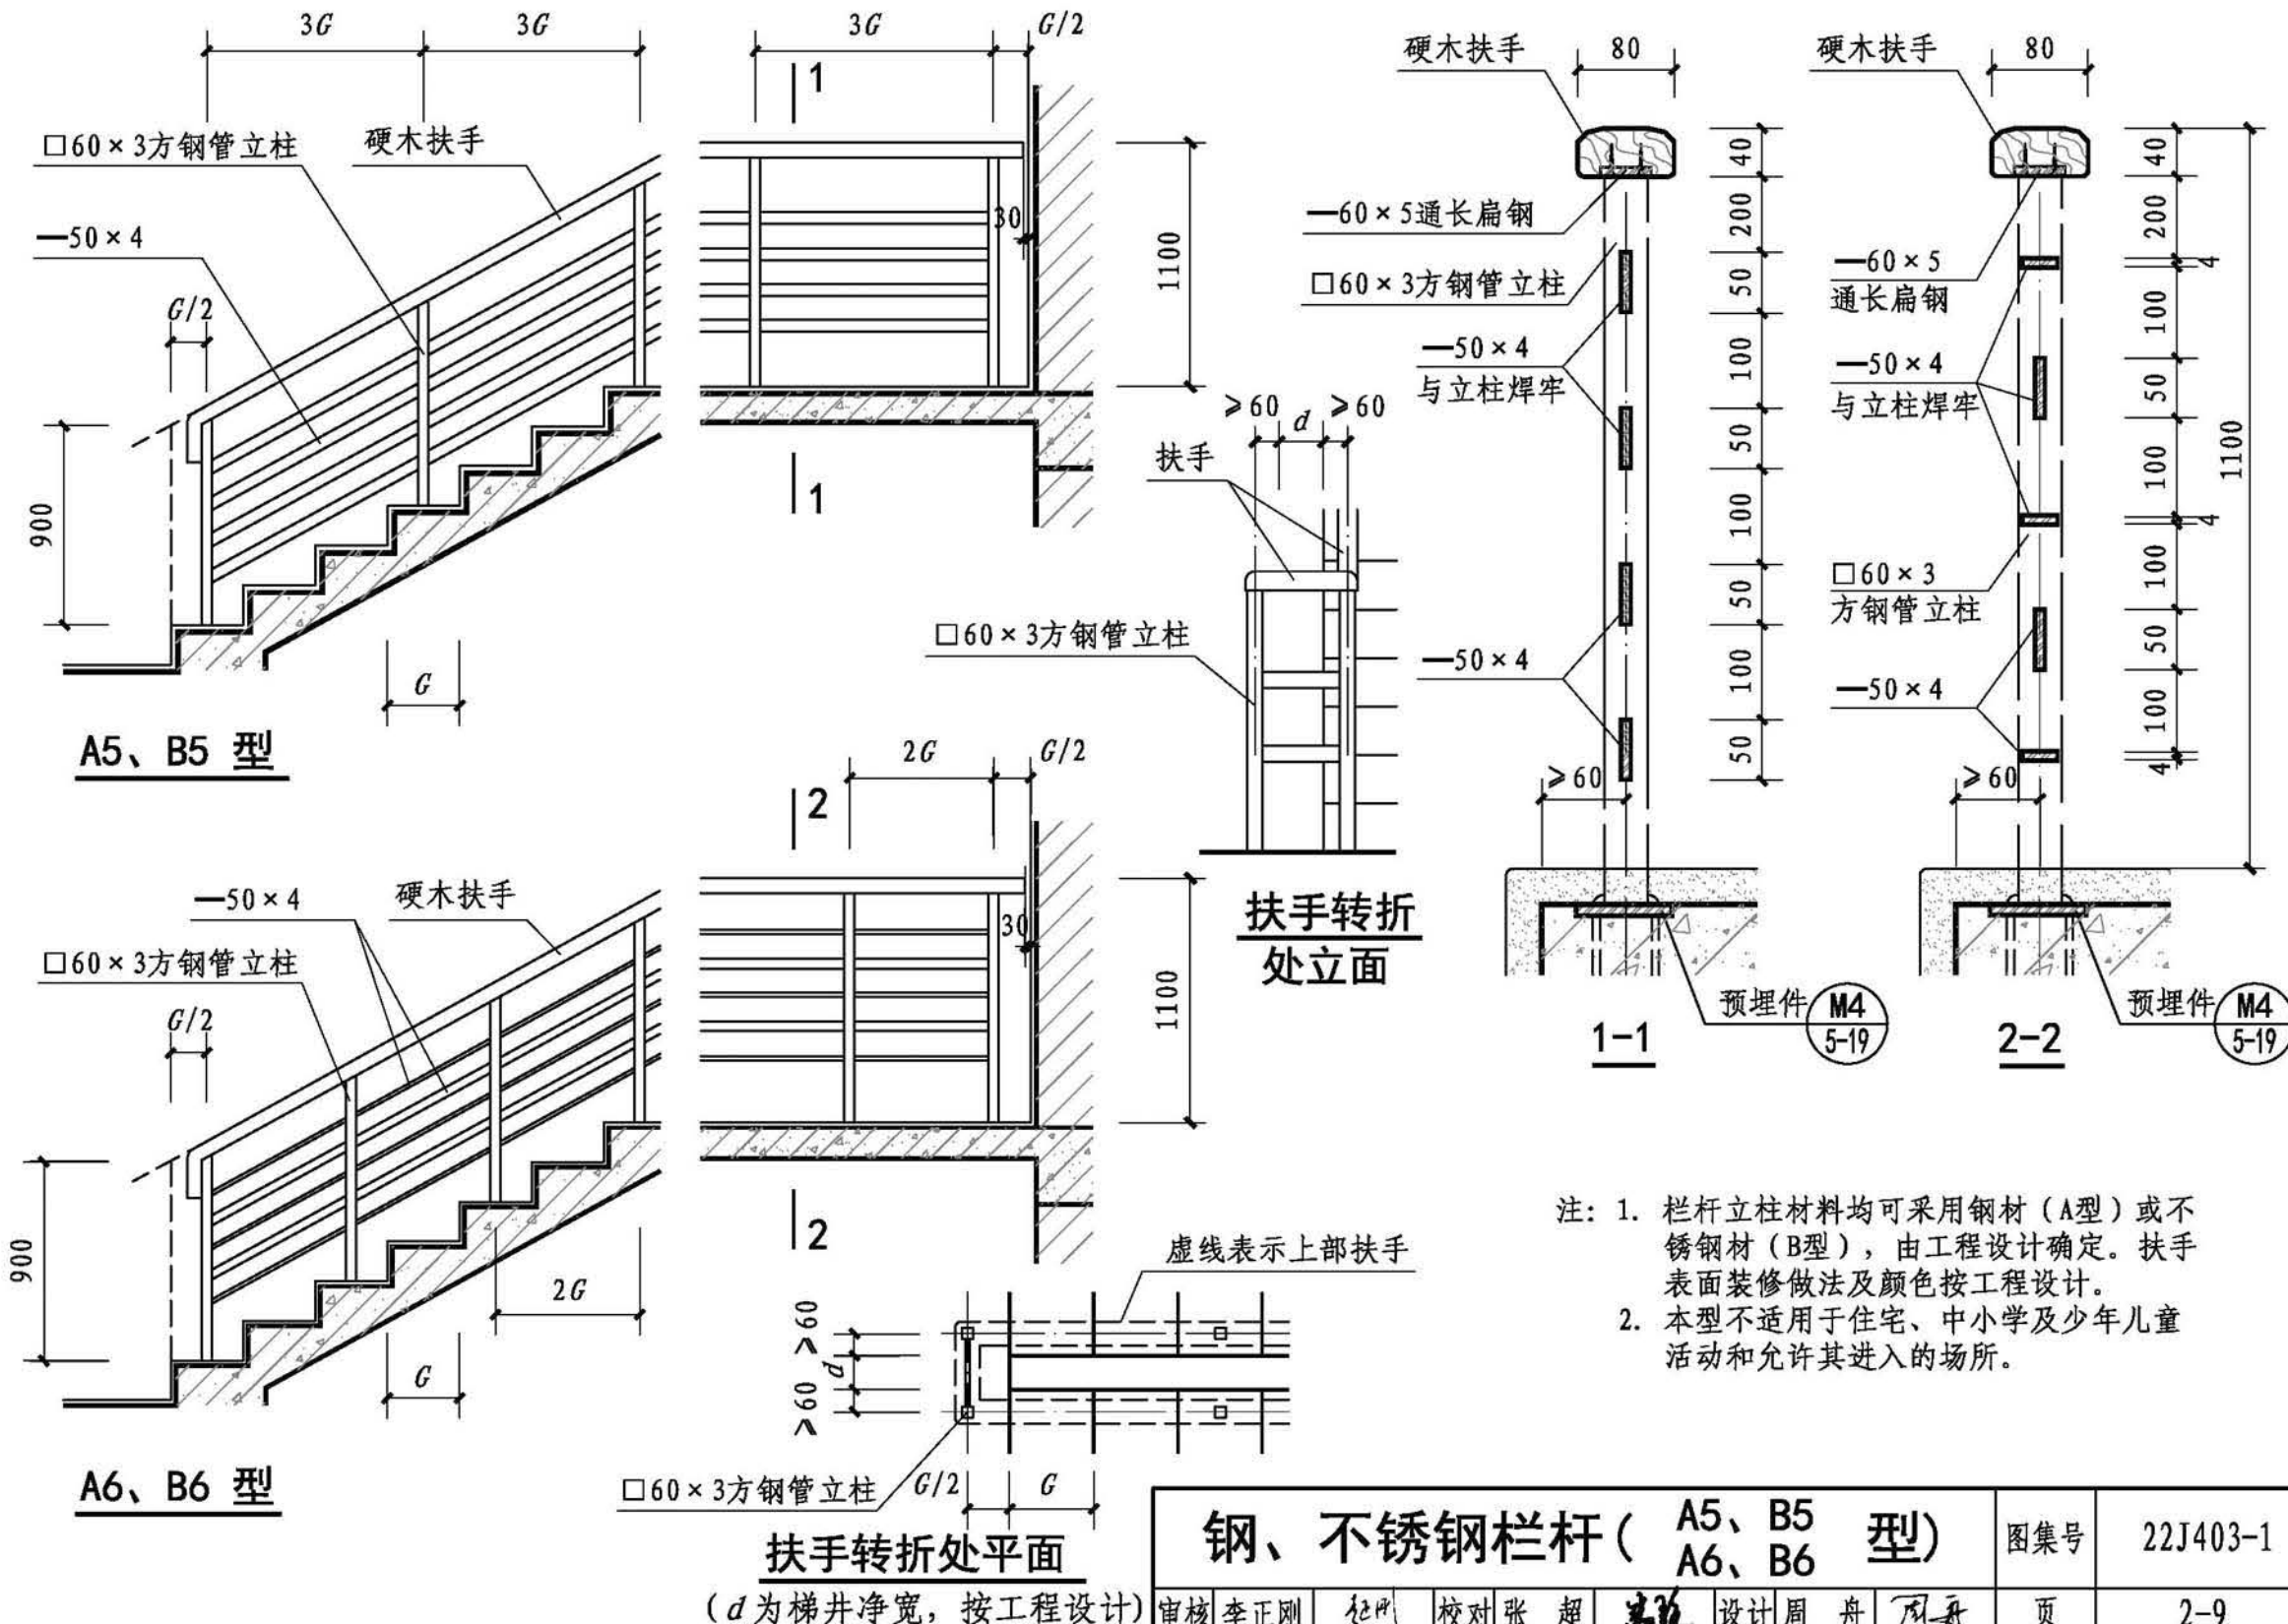 3G
3G
□60×3方钢管立柱
硬木扶手
—50×4
G/2
900
G
A5、B5 型
3G
G/2
1
30
1100
1
≥60
d
≥60
扶手
□60×3方钢管立柱
扶手转折
处立面
硬木扶手
80
—60×5通长扁钢
□60×3方钢管立柱
—50×4
与立柱焊牢
—50×4
≥60
40
200
50
100
50
100
50
100
50
预埋件
M4
5-19
1-1
硬木扶手
80
—60×5
通长扁钢
—50×4
与立柱焊牢
□60×3
方钢管立柱
—50×4
≥60
40
200
4
100
50
100
4
100
50
100
4
1100
预埋件
M4
5-19
2-2
—50×4
硬木扶手
□60×3方钢管立柱
G/2
900
2G
G
A6、B6 型
2G
G/2
2
30
1100
2
虚线表示上部扶手
≥60
d
≥60
□60×3方钢管立柱
G/2
G
扶手转折处平面
(d为梯井净宽，按工程设计)
注: 1. 栏杆立柱材料均可采用钢材（A型）或不
锈钢材（B型），由工程设计确定。扶手
表面装修做法及颜色按工程设计。
2. 本型不适用于住宅、中小学及少年儿童
活动和允许其进入的场所。
钢、不锈钢栏杆( A5、B5 型)
A6、B6
图集号
22J403-1
审核 李正刚 校对 张 超 设计 周 舟
页
2-9